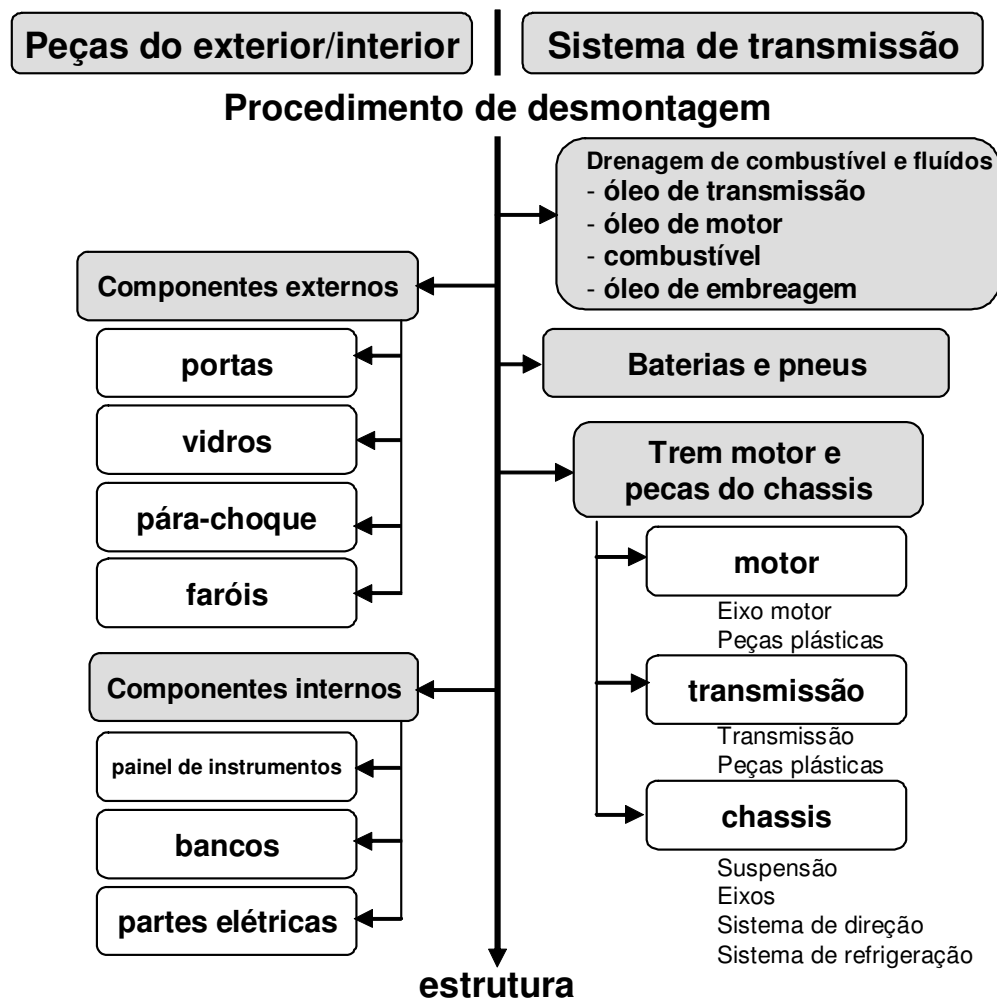 Peças do exterior/interior
Sistema de transmissão
Procedimento de desmontagem
Drenagem de combustível e fluídos
- óleo de transmissão
- óleo de motor
- combustível
- óleo de embreagem
Componentes externos
portas
vidros
pára-choque
faróis
Baterias e pneus
Trem motor e
pecas do chassis
motor
Eixo motor
Peças plásticas
transmissão
Transmissão
Peças plásticas
chassis
Suspensão
Eixos
Sistema de direção
Sistema de refrigeração
Componentes internos
painel de instrumentos
bancos
partes elétricas
estrutura